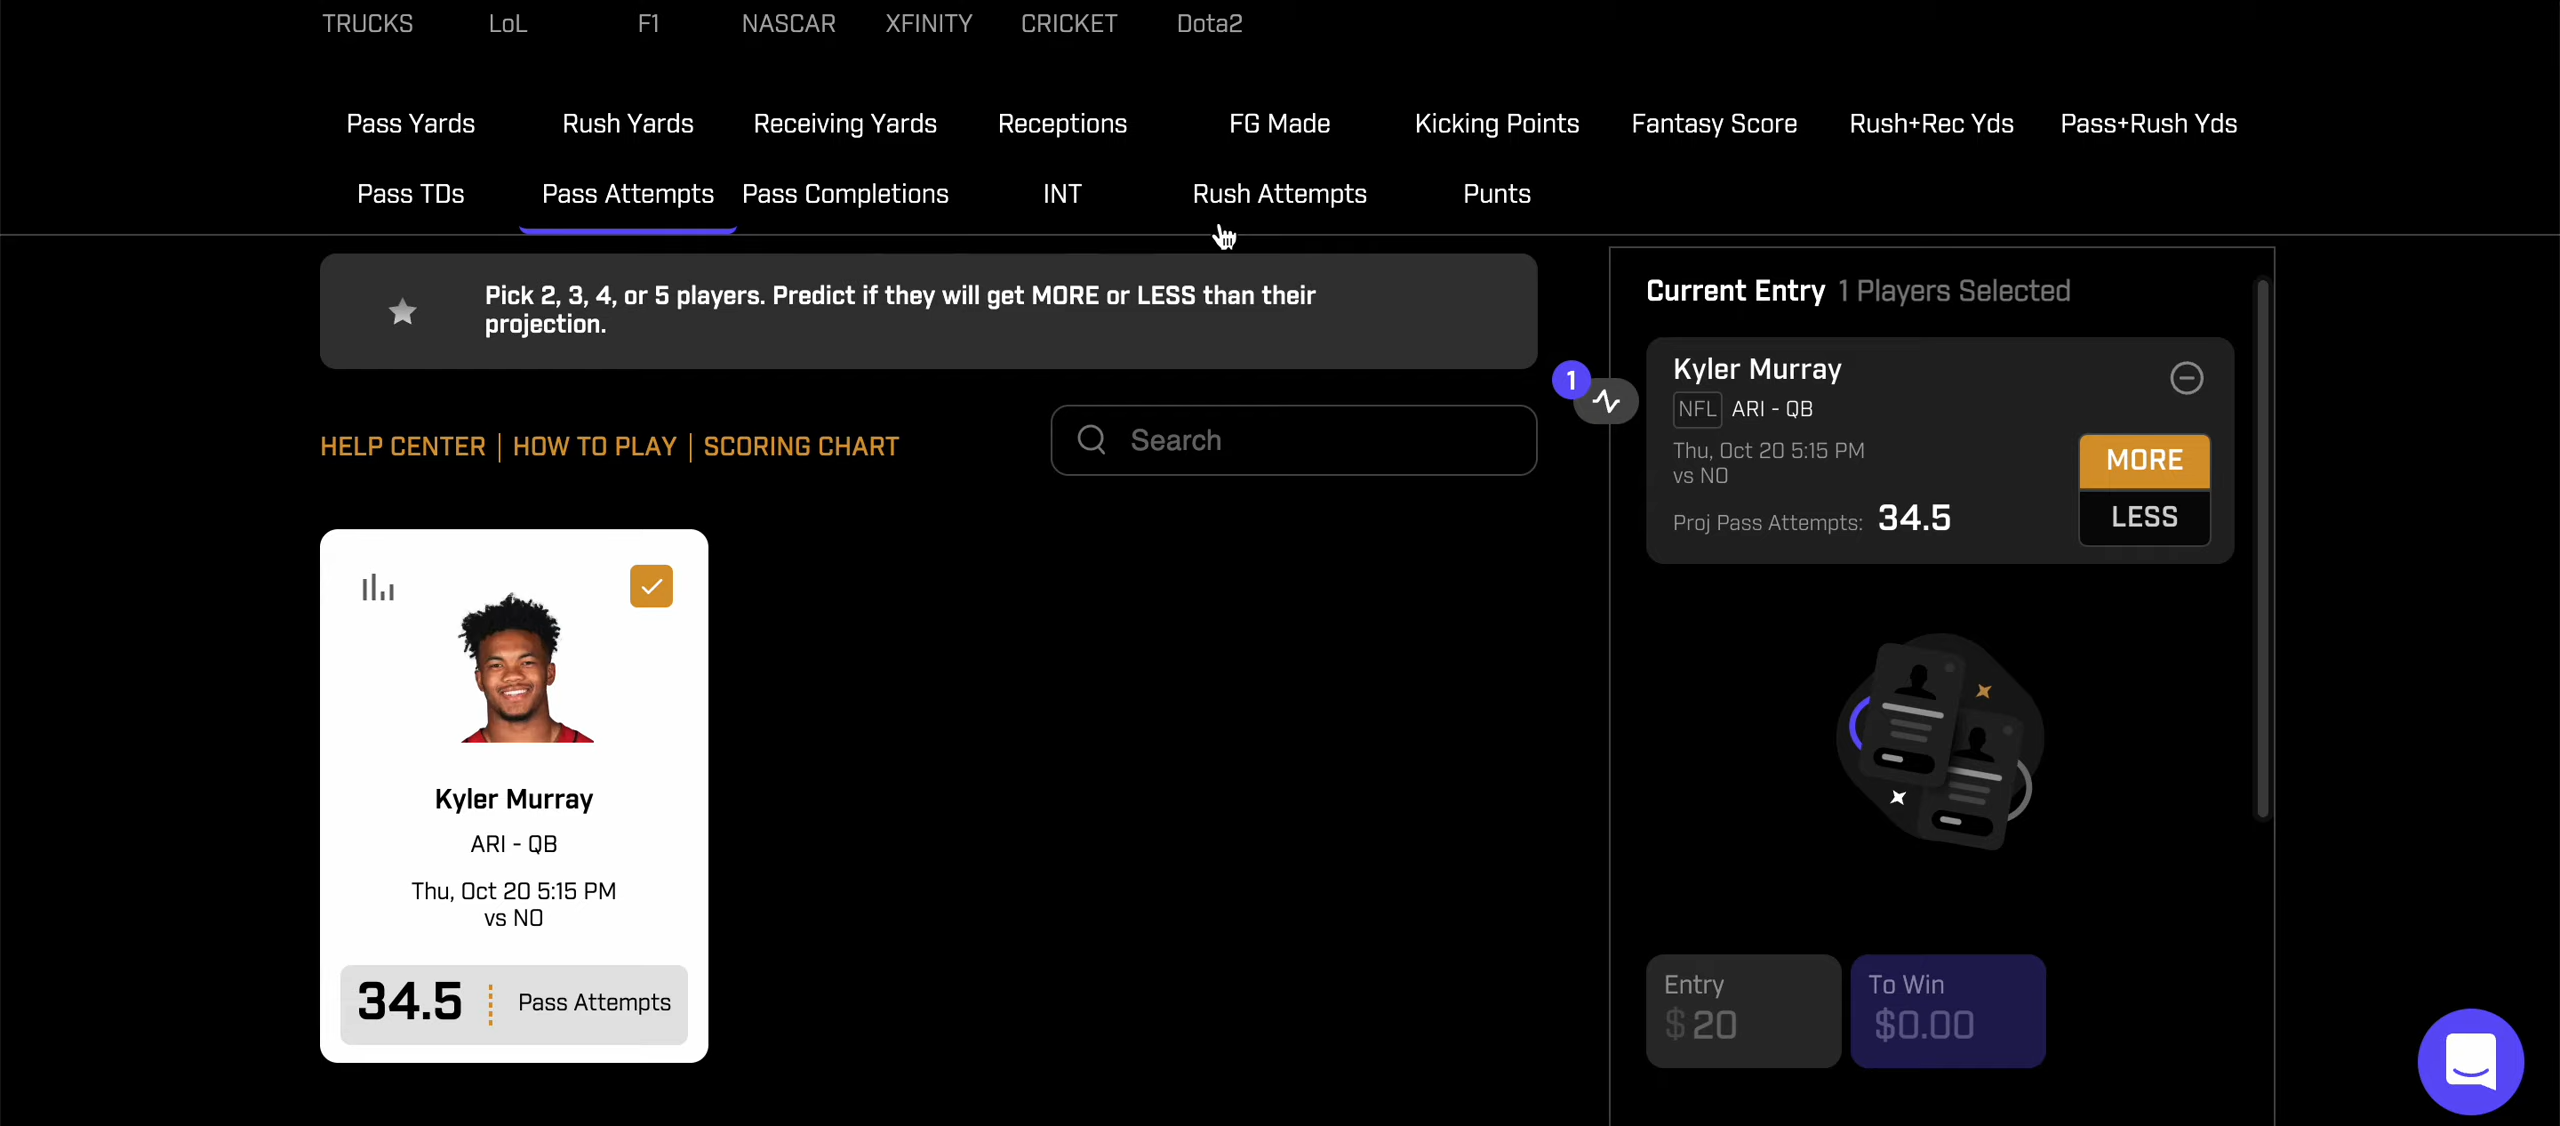 TRUCKS LoL F1 NASCAR XFINITY CRICKET Dota2
Pass Yards Rush Yards Receiving Yards Receptions FG Made Kicking Points Fantasy Score Rush+Rec Yds Pass+Rush Yds
Pass TDs Pass Attempts Pass Completions INT Rush Attempts Punts
Pick 2, 3, 4, or 5 players. Predict if they will get MORE or LESS than their
projection.
HELP CENTER | HOW TO PLAY | SCORING CHART
Search
Kyler Murray
ARI - QB
Thu, Oct 20 5:15 PM
vs NO
34.5 Pass Attempts
Current Entry 1 Players Selected
1
Kyler Murray
NFL ARI - QB
Thu, Oct 20 5:15 PM
vs NO
Proj Pass Attempts: 34.5
MORE
LESS
Entry
$ 20
To Win
$0.00